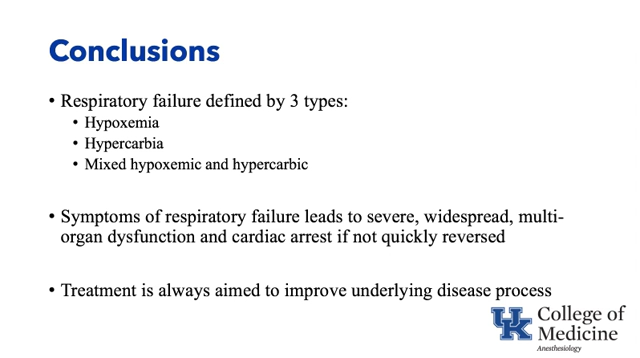 Conclusions
• Respiratory failure defined by 3 types:
• Hypoxemia
• Hypercarbia
• Mixed hypoxemic and hypercarbic
• Symptoms of respiratory failure leads to severe, widespread, multi-
organ dysfunction and cardiac arrest if not quickly reversed
• Treatment is always aimed to improve underlying disease process
UK College of
Medicine
Anesthesiology